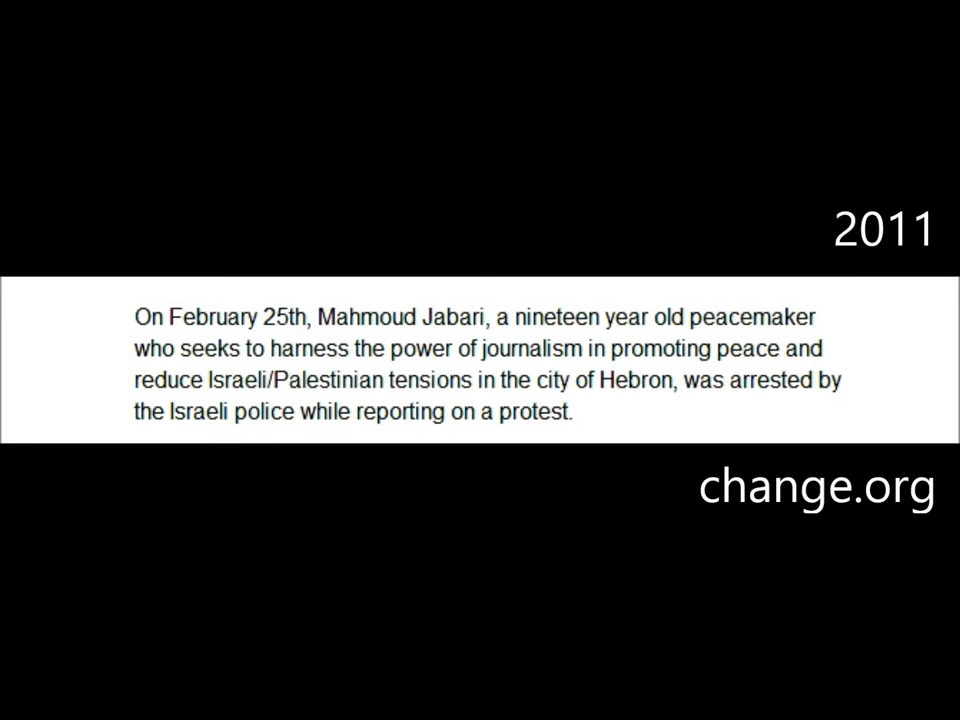 2011
On February 25th, Mahmoud Jabari, a nineteen year old peacemaker
who seeks to harness the power of journalism in promoting peace and
reduce Israeli/Palestinian tensions in the city of Hebron, was arrested by
the Israeli police while reporting on a protest.
change.org